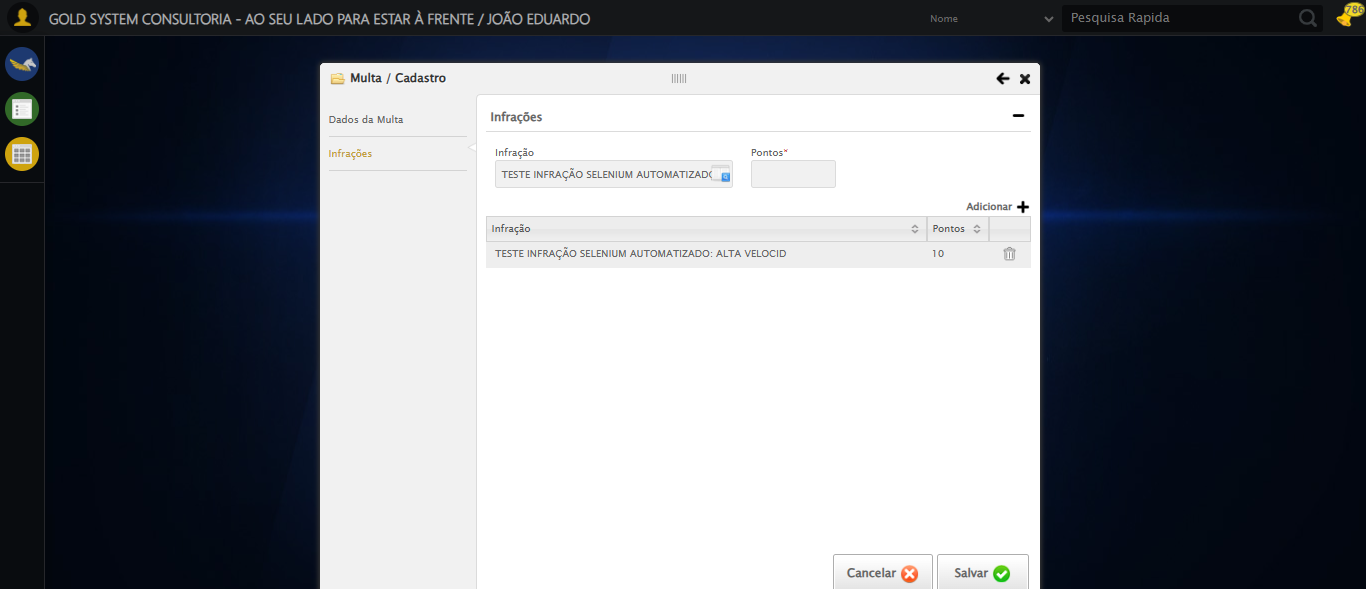 GOLD SYSTEM CONSULTORIA - AO SEU LADO PARA ESTAR À FRENTE / JOÃO EDUARDO
Nome
Pesquisa Rapida
786
Multa / Cadastro
Dados da Multa
Infrações
Infrações
Infração
Pontos*
TESTE INFRAÇÃO SELENIUM AUTOMATIZADO
Adicionar
Infração
Pontos
TESTE INFRAÇÃO SELENIUM AUTOMATIZADO: ALTA VELOCID
10
Cancelar
Salvar